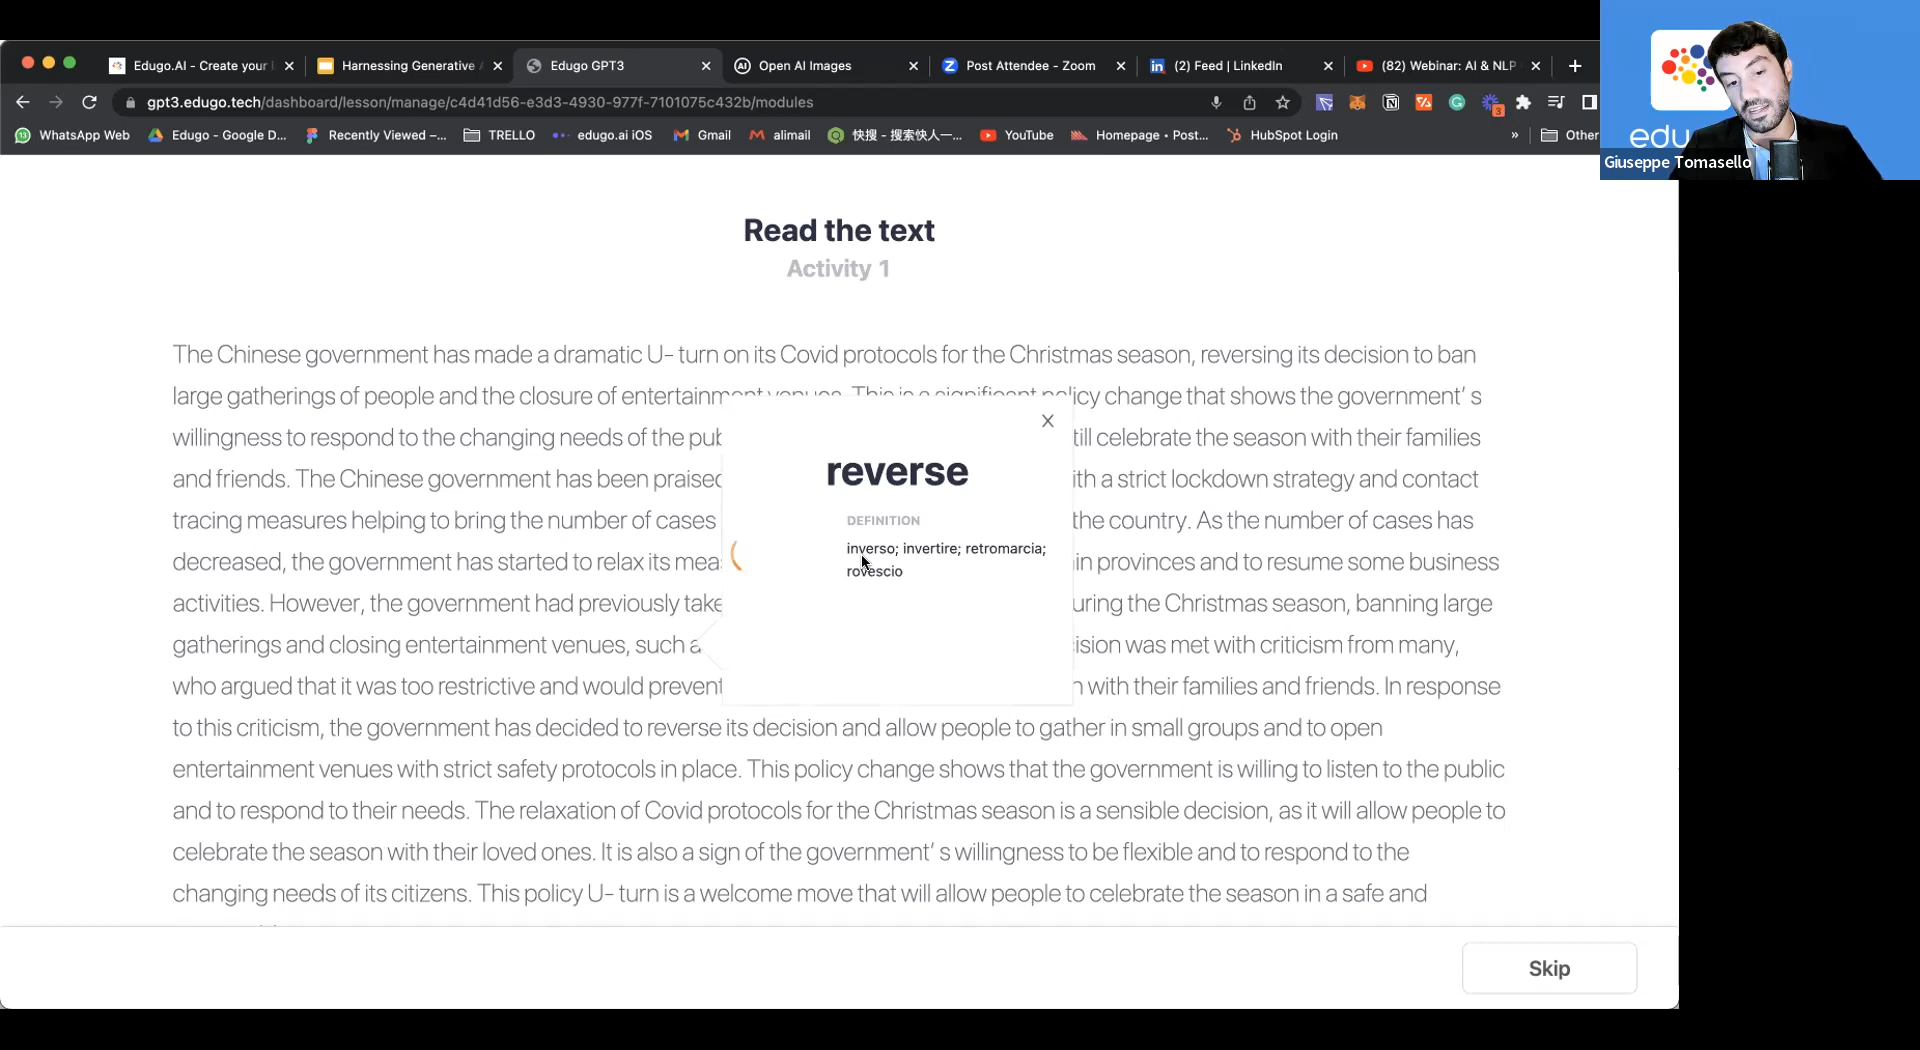 Edugo.AI - Create your
Harnessing Generative
Edugo GPT3
Open AI Images
Post Attendee - Zoom
(2) Feed | LinkedIn
(82) Webinar: AI & NLP
gpt3.edugo.tech/dashboard/lesson/manage/c4d41d56-e3d3-4930-977f-7101075c432b/modules
3
13
WhatsApp Web
Edugo - Google D...
Recently Viewed –...
TRELLO
edugo.ai iOS
Gmail
alimail
快搜 - 搜索快人一...
YouTube
Homepage • Post...
HubSpot Login
»
Other
edu
Giuseppe Tomasello
Read the text
Activity 1
The Chinese government has made a dramatic U- turn on its Covid protocols for the Christmas season, reversing its decision to ban
large gatherings of people and the closure of entertainment venues. This is a significant policy change that shows the government' s
willingness to respond to the changing needs of the pub till celebrate the season with their families
and friends. The Chinese government has been praised ith a strict lockdown strategy and contact
tracing measures helping to bring the number of cases the country. As the number of cases has
decreased, the government has started to relax its mea in provinces and to resume some business
activities. However, the government had previously take uring the Christmas season, banning large
gatherings and closing entertainment venues, such a ision was met with criticism from many,
who argued that it was too restrictive and would prevent n with their families and friends. In response
to this criticism, the government has decided to reverse its decision and allow people to gather in small groups and to open
entertainment venues with strict safety protocols in place. This policy change shows that the government is willing to listen to the public
and to respond to their needs. The relaxation of Covid protocols for the Christmas season is a sensible decision, as it will allow people to
celebrate the season with their loved ones. It is also a sign of the government' s willingness to be flexible and to respond to the
changing needs of its citizens. This policy U- turn is a welcome move that will allow people to celebrate the season in a safe and
reverse
DEFINITION
inverso; invertire; retromarcia;
rovescio
Skip